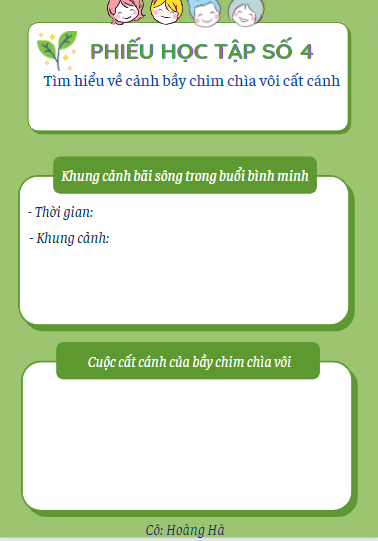 PHIẾU HỌC TẬP SỐ 4
Tìm hiểu về cảnh bầy chim chìa vôi cất cánh
Khung cảnh bãi sông trong buổi bình minh
- Thời gian:
- Khung cảnh:
Cuộc cất cánh của bầy chim chìa vôi
Cô: Hoàng Hà